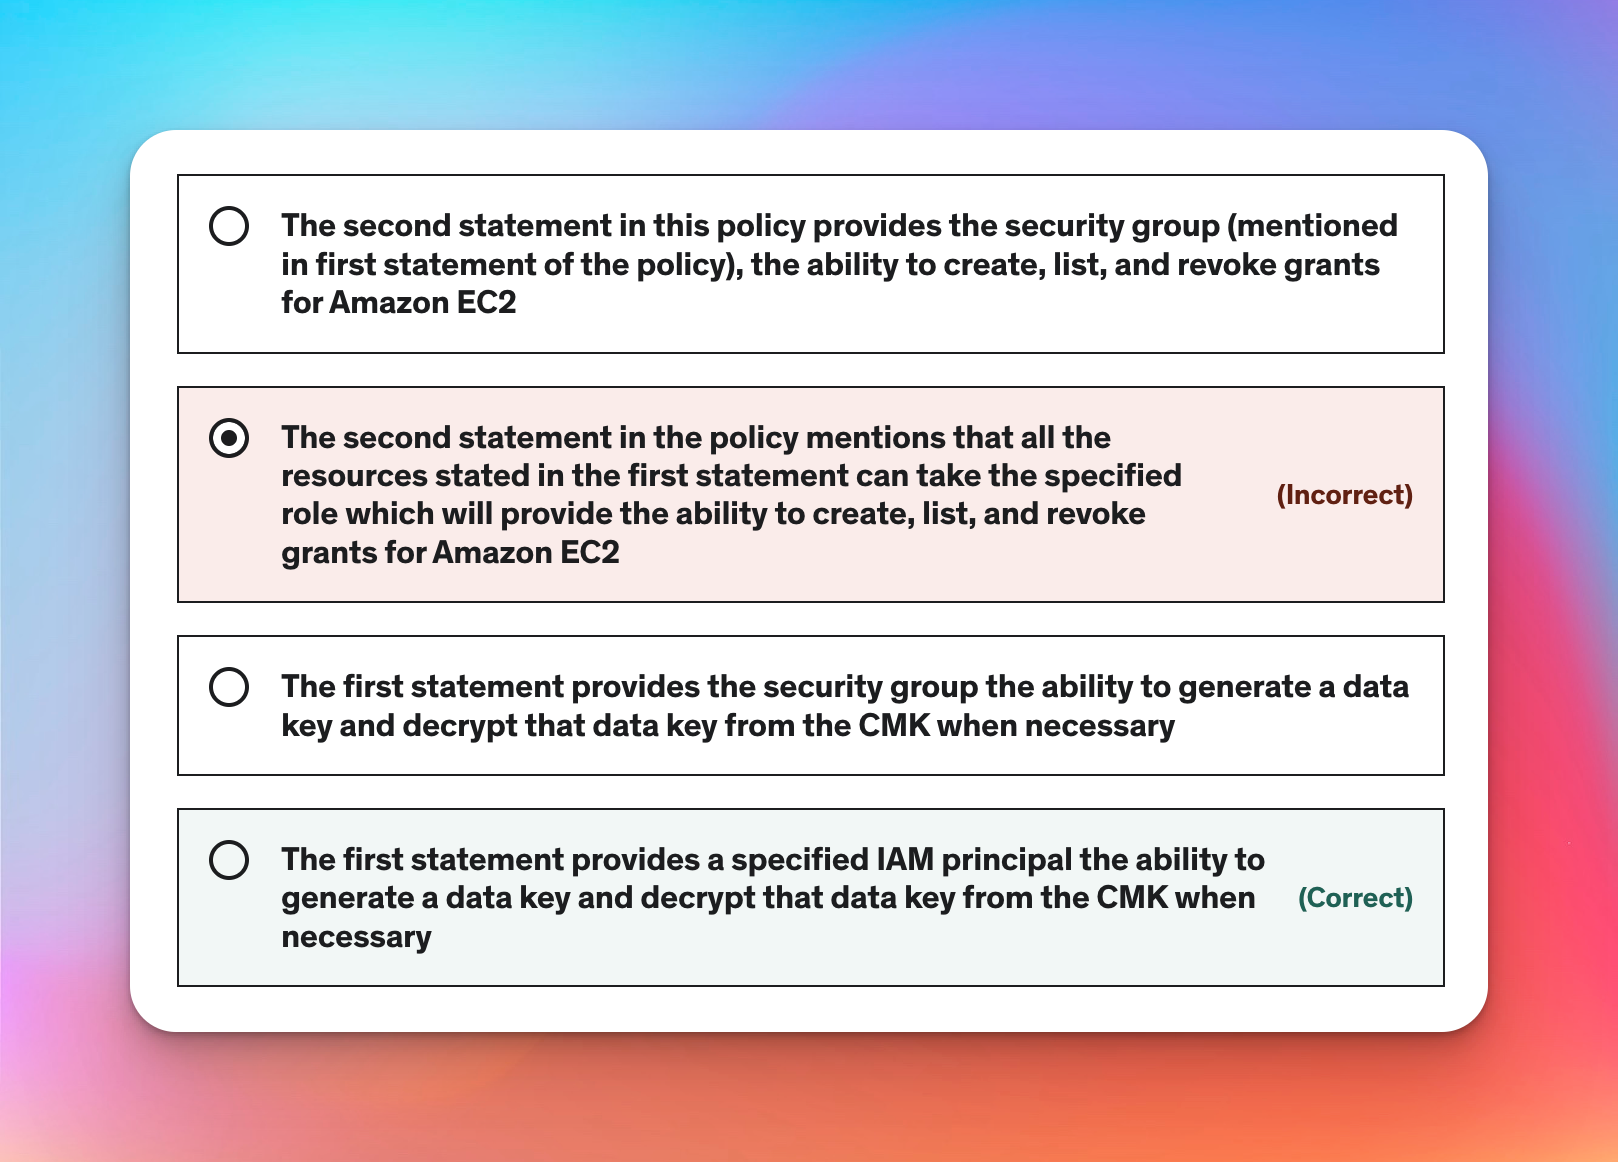 The second statement in this policy provides the security group (mentioned
in first statement of the policy), the ability to create, list, and revoke grants
for Amazon EC2
The second statement in the policy mentions that all the
resources stated in the first statement can take the specified
role which will provide the ability to create, list, and revoke
grants for Amazon EC2
(Incorrect)
The first statement provides the security group the ability to generate a data
key and decrypt that data key from the CMK when necessary
The first statement provides a specified IAM principal the ability to
generate a data key and decrypt that data key from the CMK when
necessary
(Correct)